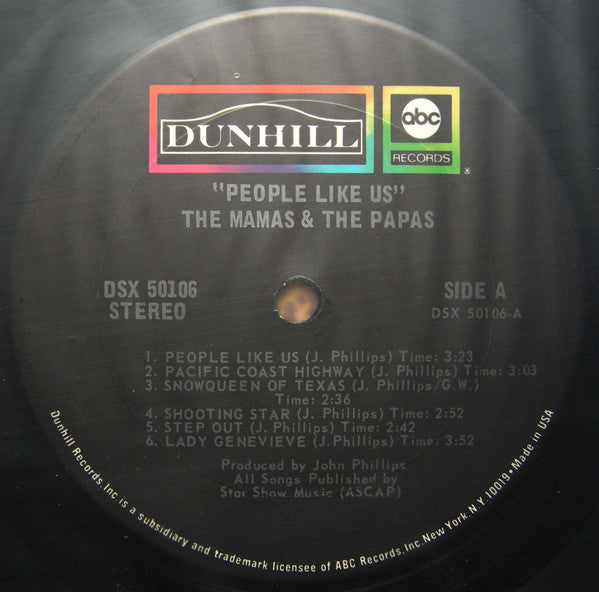 DUNHILL
abc
RECORDS
®
"PEOPLE LIKE US"
THE MAMAS & THE PAPAS
DSX 50106
STEREO
SIDE A
DSX 50106-A
1. PEOPLE LIKE US (J. Phillips) Time: 3:23
2. PACIFIC COAST HIGHWAY (J. Phillips) Time: 3:03
3. SNOWQUEEN OF TEXAS (J. Phillips/G.W.)
Time: 2:36
4. SHOOTING STAR (J. Phillips) Time: 2:52
5. STEP OUT (J. Phillips) Time: 2:42
6. LADY GENEVIEVE (J. Phillips) Time: 3:52
Produced by John Phillips
All Songs Published by
Star Show Music (ASCAP)
Dunhill Records, Inc is a subsidiary and trademark licensee of ABC Records, Inc. New York, N.Y. 10019 • Made in USA